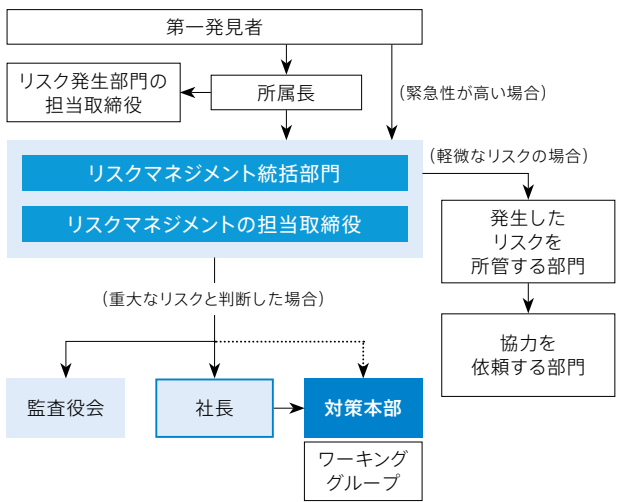 第一発見者
リスク発生部門の
担当取締役
所属長
（緊急性が高い場合）
リスクマネジメント統括部門
リスクマネジメントの担当取締役
（軽微なリスクの場合）
発生した
リスクを
所管する部門
協力を
依頼する部門
（重大なリスクと判断した場合）
監査役会
社長
対策本部
ワーキング
グループ